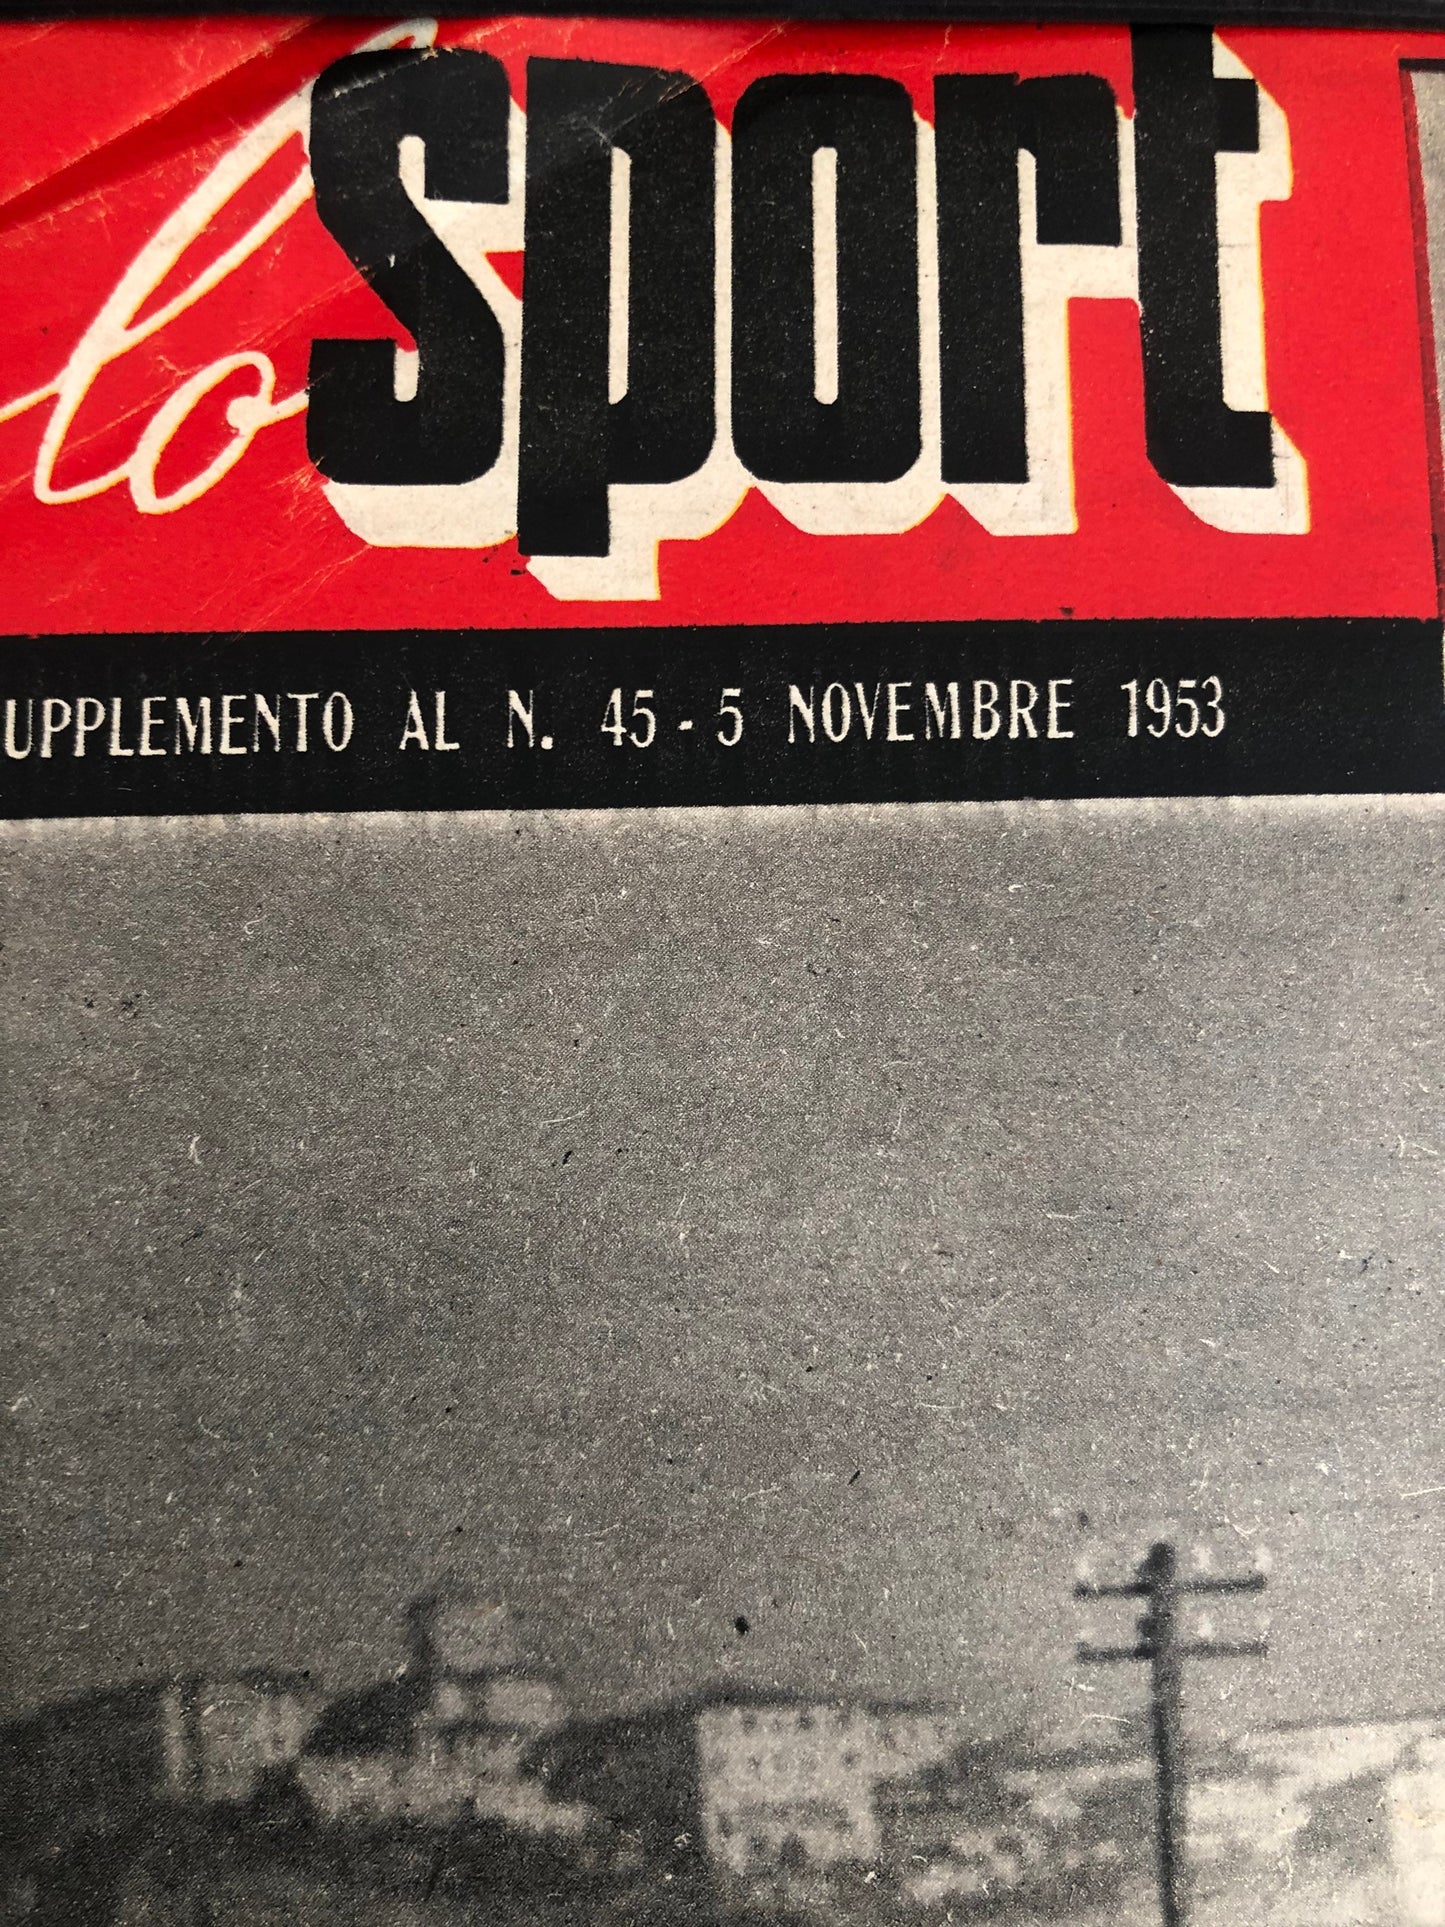 lo sport
UPPLEMENTO AL N. 45 - 5 NOVEMBRE 1953